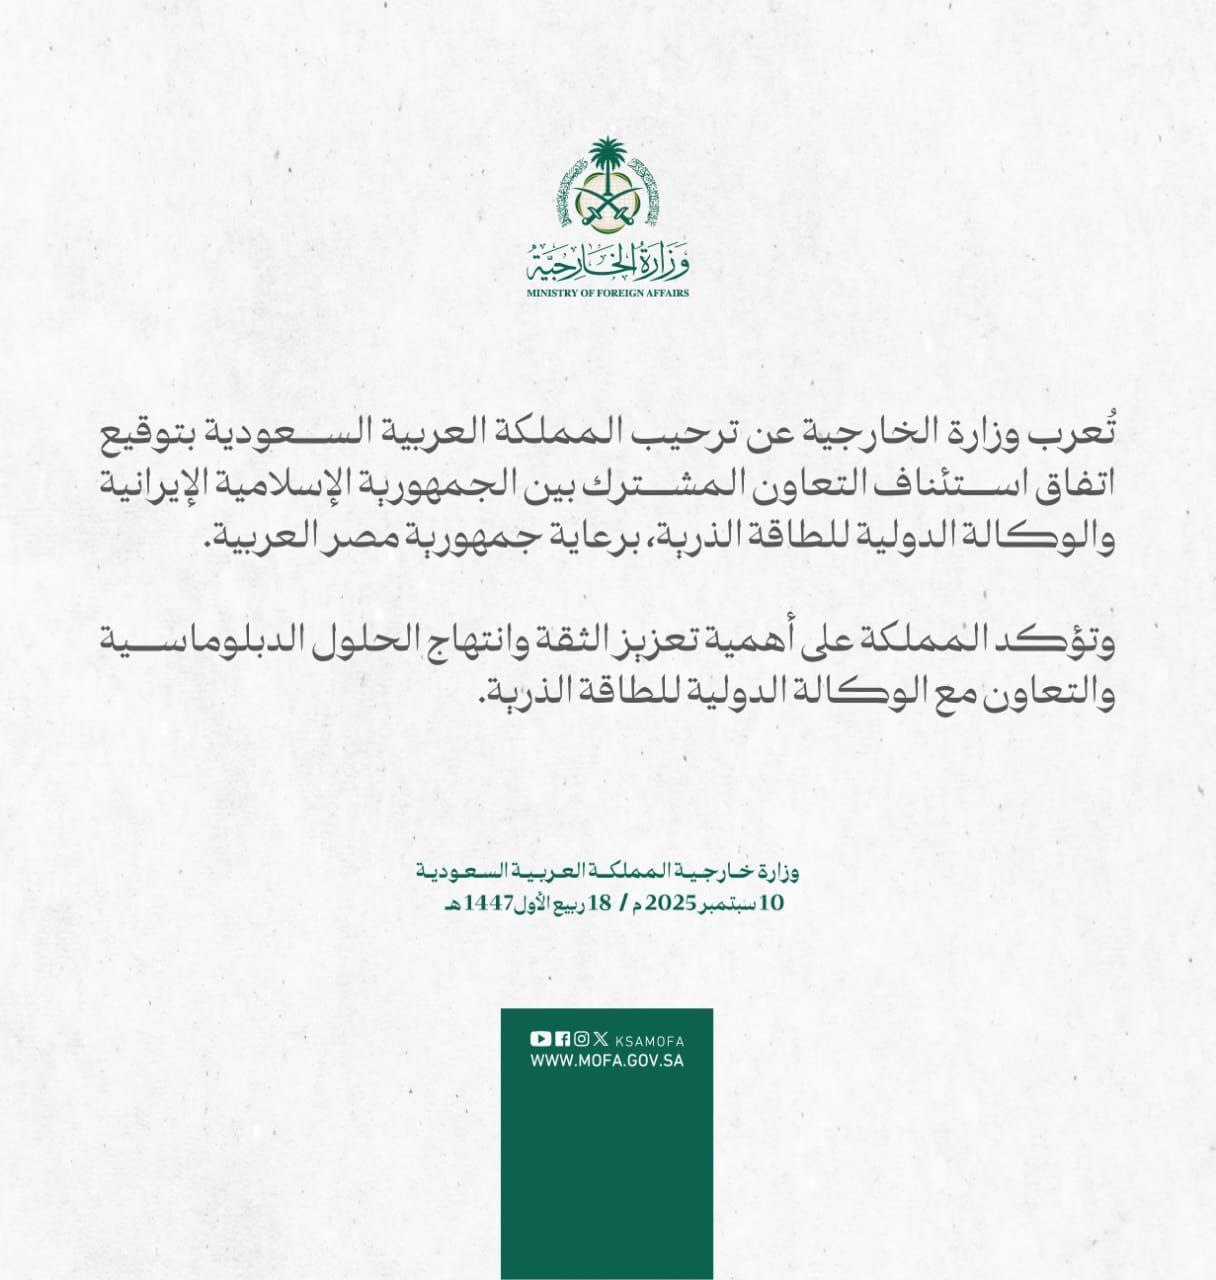 وزارة الخارجية
MINISTRY OF FOREIGN AFFAIRS
تُعرب وزارة الخارجية عن ترحيب المملكة العربية السعودية بتوقيع
اتفاق استئناف التعاون المشترك بين الجمهورية الإسلامية الإيرانية
والوكالة الدولية للطاقة الذرية، برعاية جمهورية مصر العربية.
وتؤكد المملكة على أهمية تعزيز الثقة وانتهاج الحلول الدبلوماسية
والتعاون مع الوكالة الدولية للطاقة الذرية.
وزارة خارجية المملكة العربية السعودية
10 سبتمبر 2025 م / 18 ربيع الأول 1447 هـ
KSAMOFA
WWW.MOFA.GOV.SA